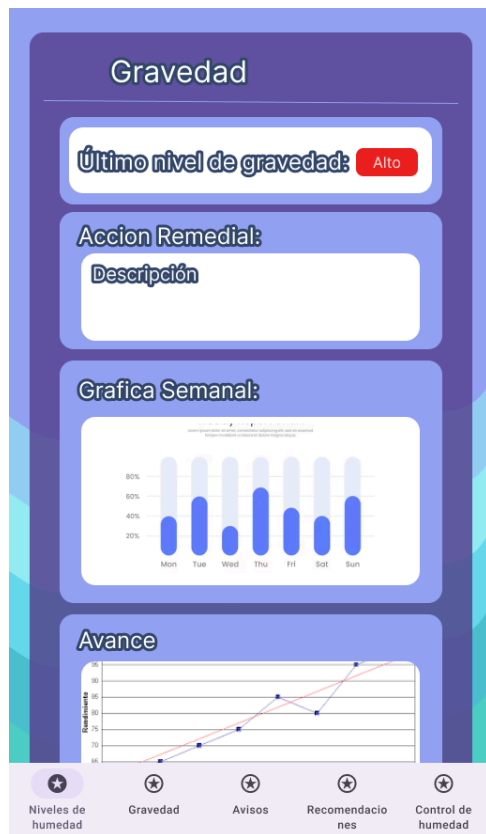 Gravedad
Último nivel de gravedad: Alto
Accion Remedial:
Descripción
Grafica Semanal:
80%
60%
40%
20%
Mon Tue Wed Thu Fri Sat Sun
Avance
95
90
85
80
75
70
65
Rendimiento
Niveles de humedad
Gravedad
Avisos
Recomendacio
nes
Control de
humedad